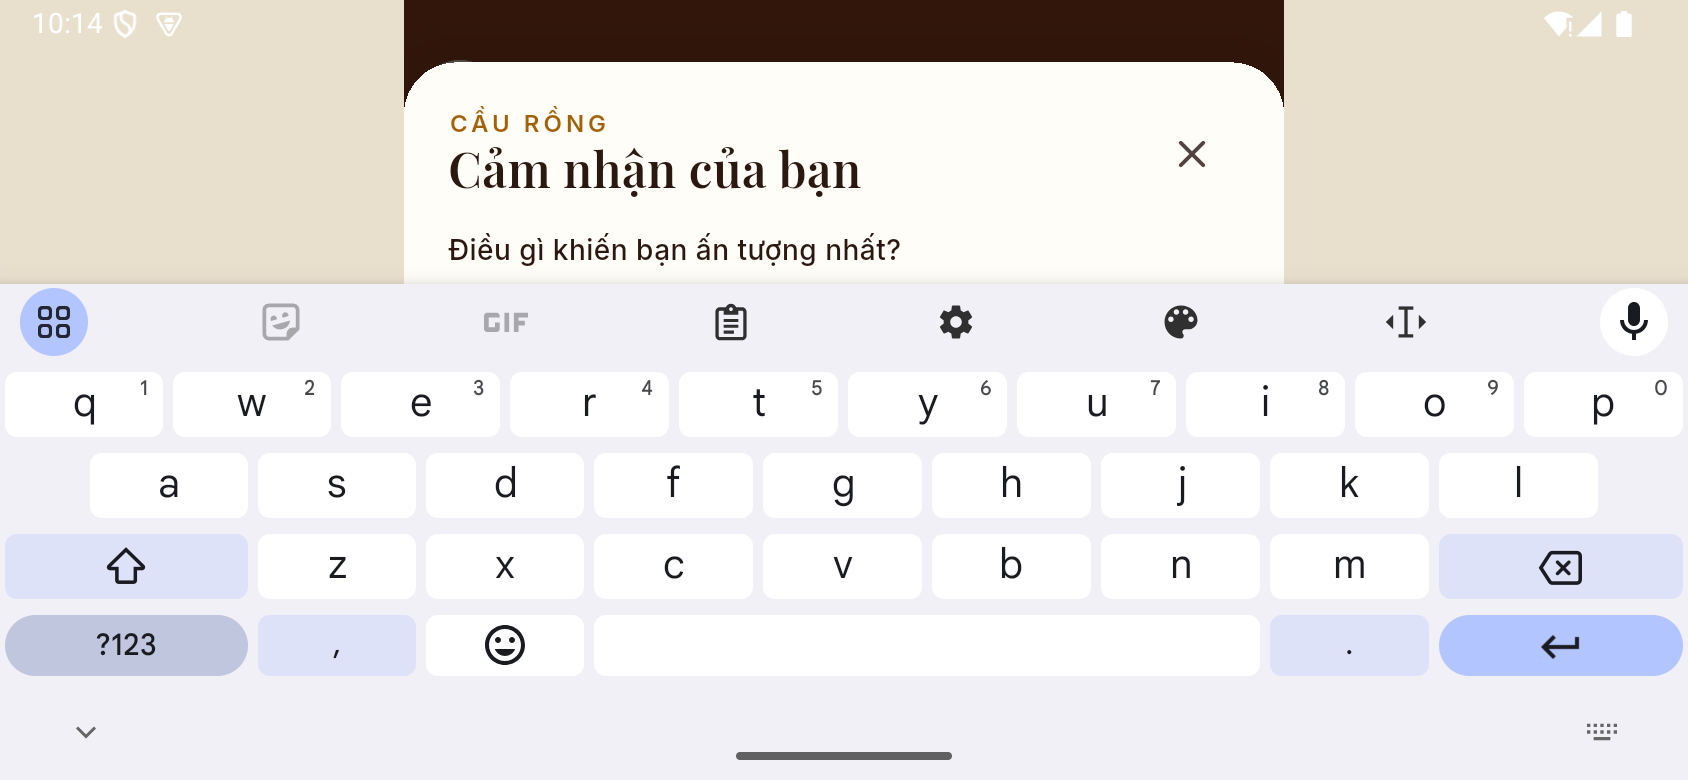 10:14
CẦU RỒNG
Cảm nhận của bạn
Điều gì khiến bạn ấn tượng nhất?
GIF
q 1 w 2 e 3 r 4 t 5 y 6 u 7 i 8 o 9 p 0
a s d f g h j k l
z x c v b n m
?123 , .